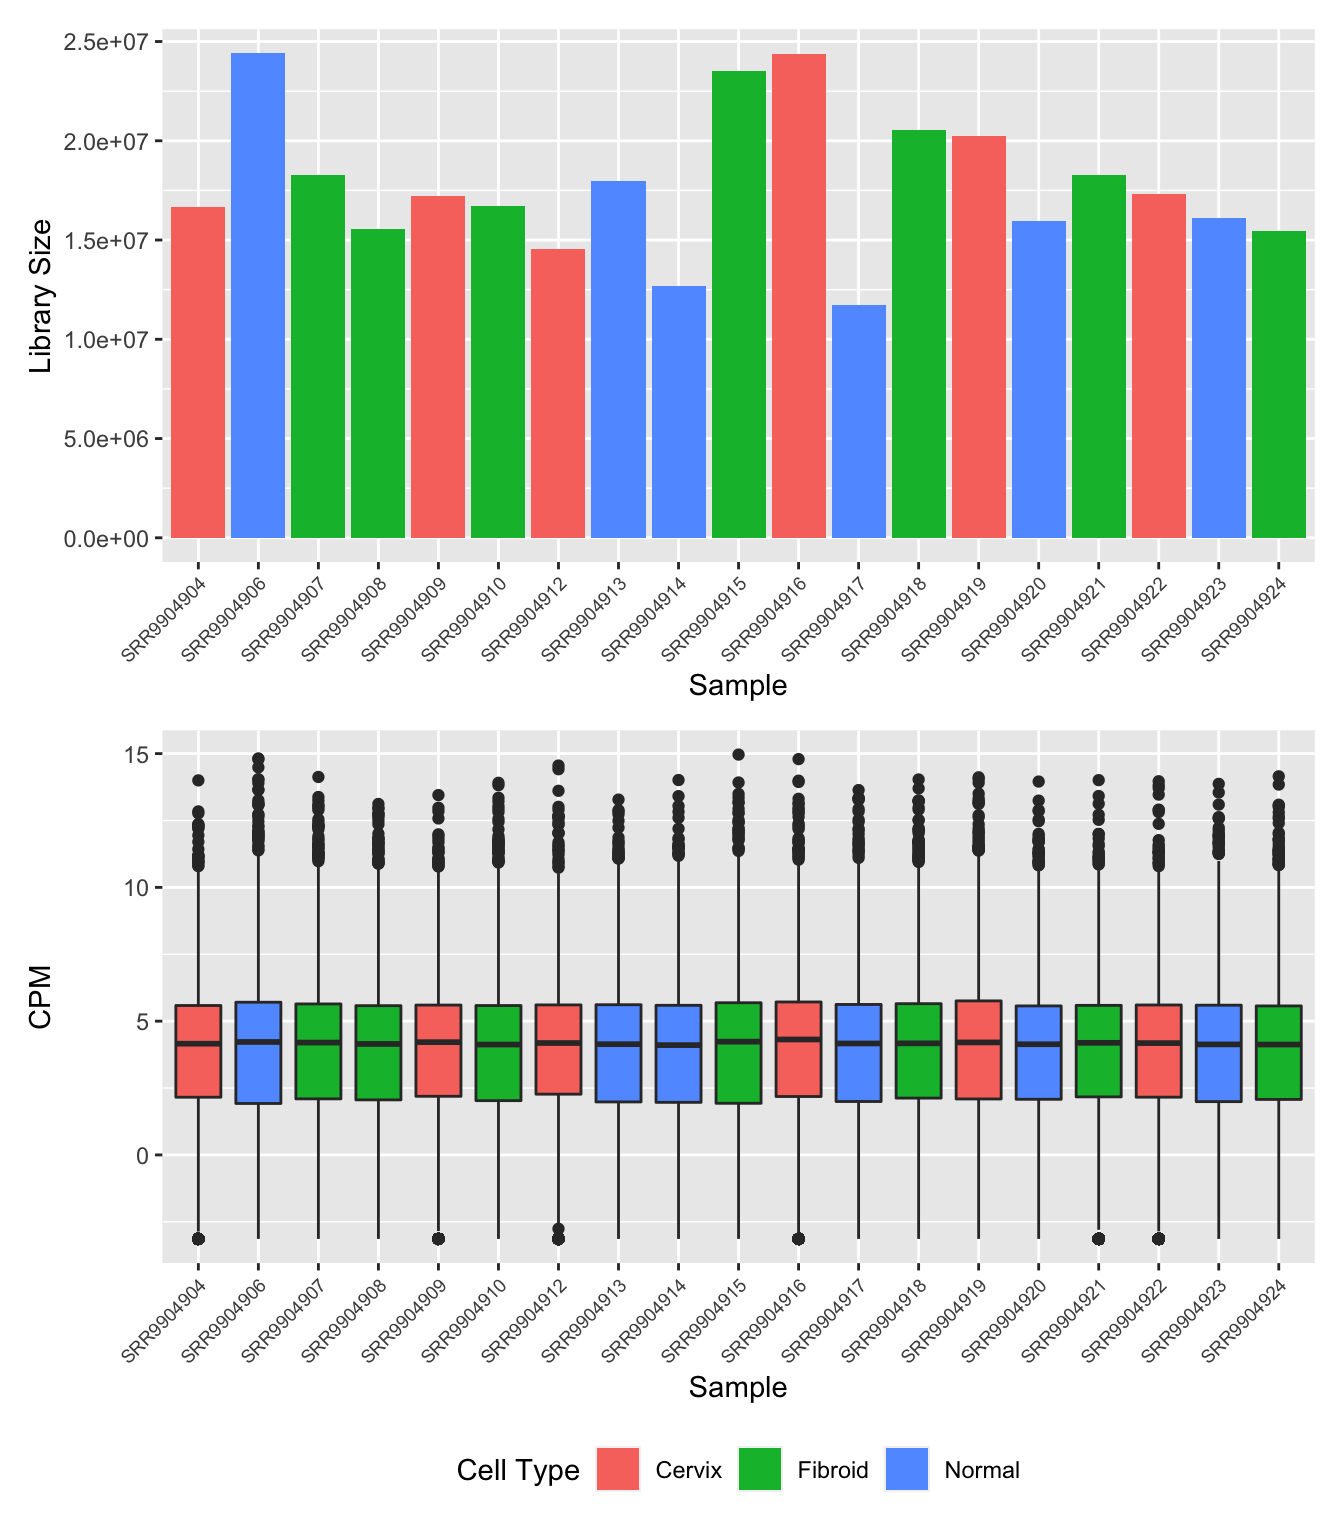 2.5e+07
2.0e+07
1.5e+07
1.0e+07
5.0e+06
0.0e+00
Library Size
SRR9904904 SRR9904906 SRR9904907 SRR9904908 SRR9904909 SRR9904910 SRR9904912 SRR9904913 SRR9904914 SRR9904915 SRR9904916 SRR9904917 SRR9904918 SRR9904919 SRR9904920 SRR9904921 SRR9904922 SRR9904923 SRR9904924
Sample
15
10
5
0
CPM
SRR9904904 SRR9904906 SRR9904907 SRR9904908 SRR9904909 SRR9904910 SRR9904912 SRR9904913 SRR9904914 SRR9904915 SRR9904916 SRR9904917 SRR9904918 SRR9904919 SRR9904920 SRR9904921 SRR9904922 SRR9904923 SRR9904924
Sample
Cell Type Cervix Fibroid Normal